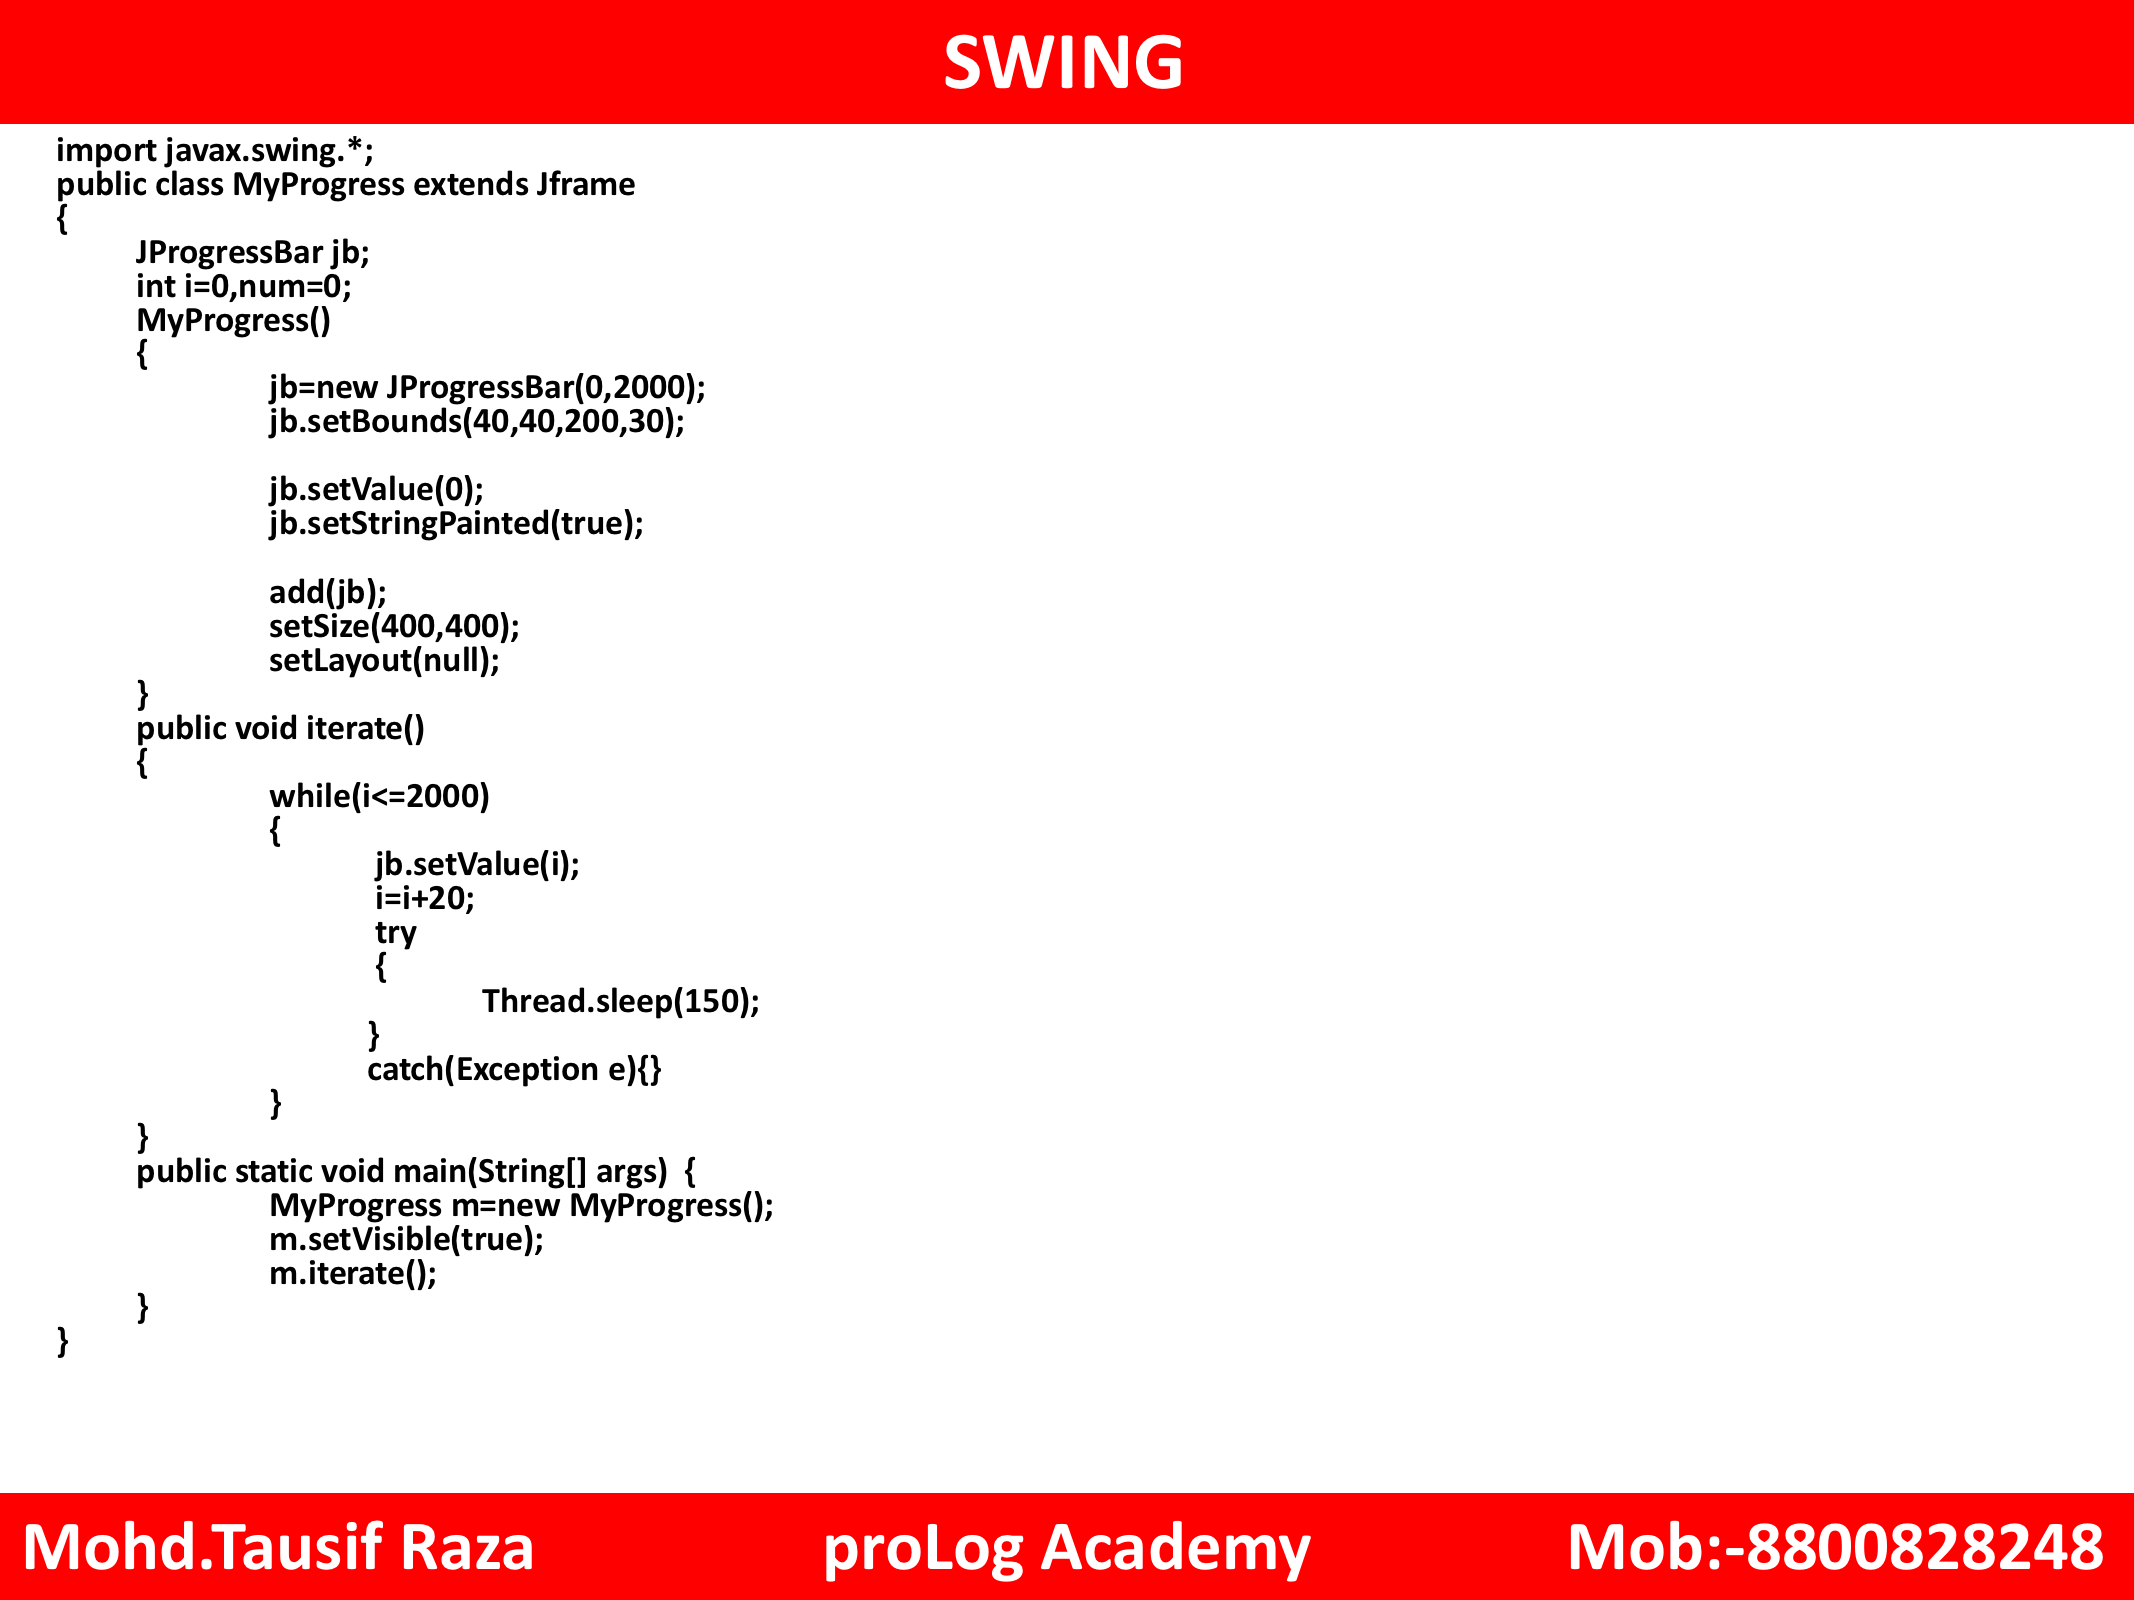 SWING
import javax.swing.*;
public class MyProgress extends Jframe
{
JProgressBar jb;
int i=0,num=0;
MyProgress()
{
jb=new JProgressBar(0,2000);
jb.setBounds(40,40,200,30);
jb.setValue(0);
jb.setStringPainted(true);
add(jb);
setSize(400,400);
setLayout(null);
}
public void iterate()
{
while(i<=2000)
{
jb.setValue(i);
i=i+20;
try
{
Thread.sleep(150);
}
catch(Exception e){}
}
}
public static void main(String[] args)  {
MyProgress m=new MyProgress();
m.setVisible(true);
m.iterate();
}
}
Mohd.Tausif Raza proLog Academy Mob:-8800828248